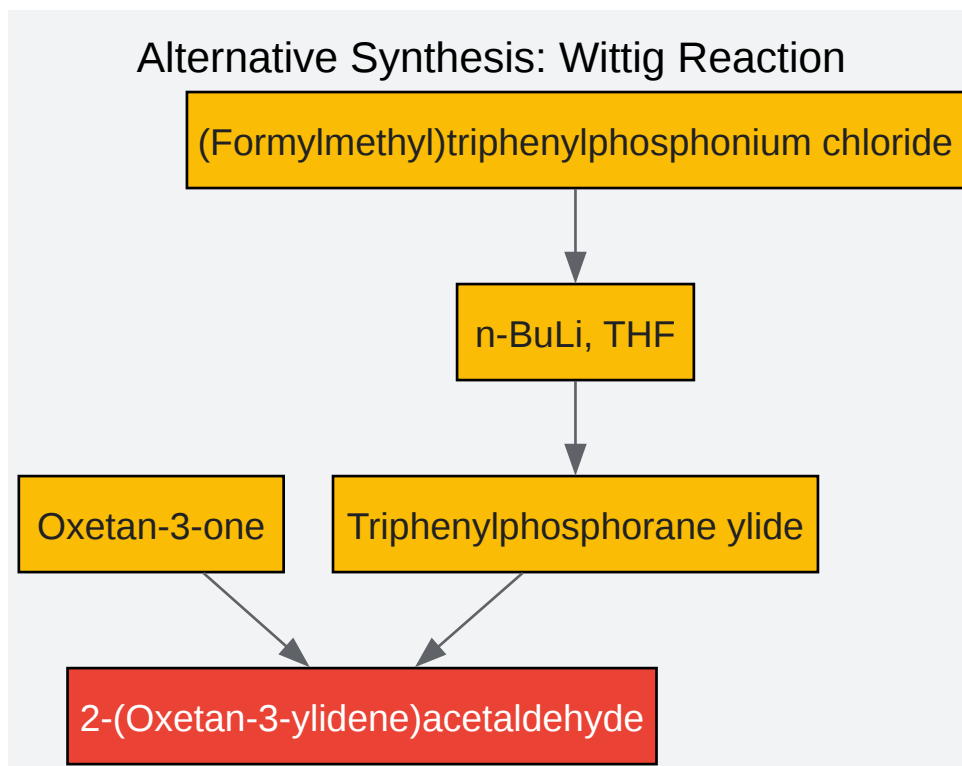 Alternative Synthesis: Wittig Reaction
(Formylmethyl)triphenylphosphonium chloride
n-BuLi, THF
Oxetan-3-one
Triphenylphosphorane ylide
2-(Oxetan-3-ylidene)acetaldehyde